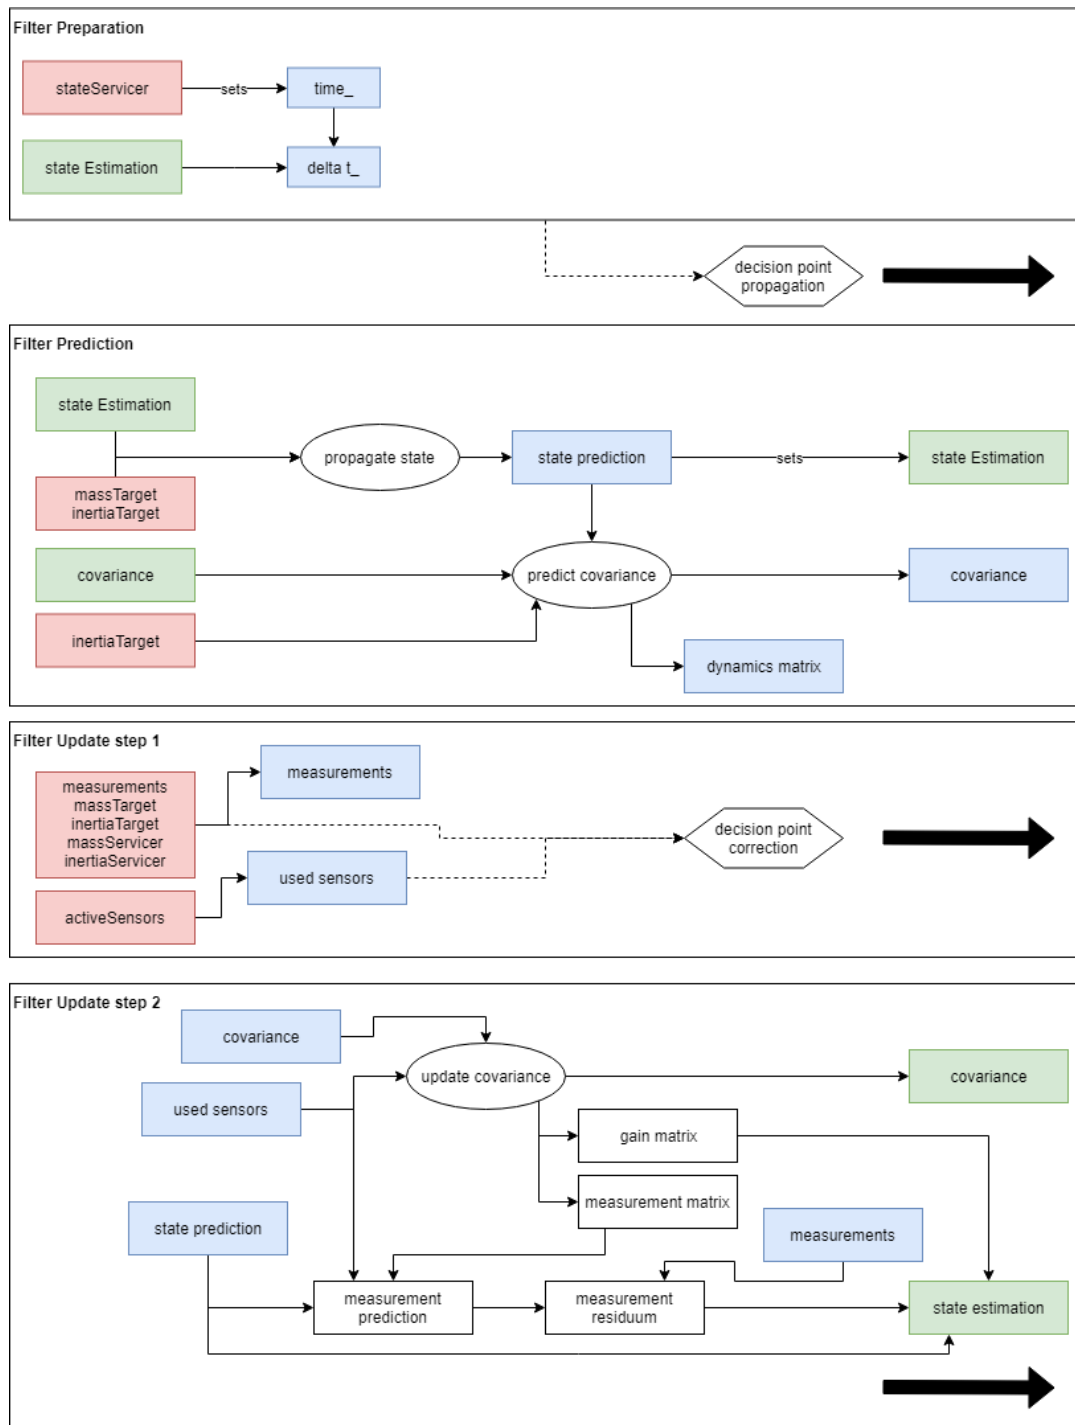 Filter Preparation
stateServicer
sets
time_
state Estimation
delta t_
decision point
propagation
Filter Prediction
state Estimation
propagate state
state prediction
sets
state Estimation
massTarget
inertiaTarget
covariance
predict covariance
covariance
inertiaTarget
dynamics matrix
Filter Update step 1
measurements
massTarget
inertiaTarget
massServicer
inertiaServicer
measurements
decision point
correction
used sensors
activeSensors
Filter Update step 2
covariance
update covariance
covariance
used sensors
gain matrix
measurement matrix
state prediction
measurements
measurement
prediction
measurement
residuum
state estimation